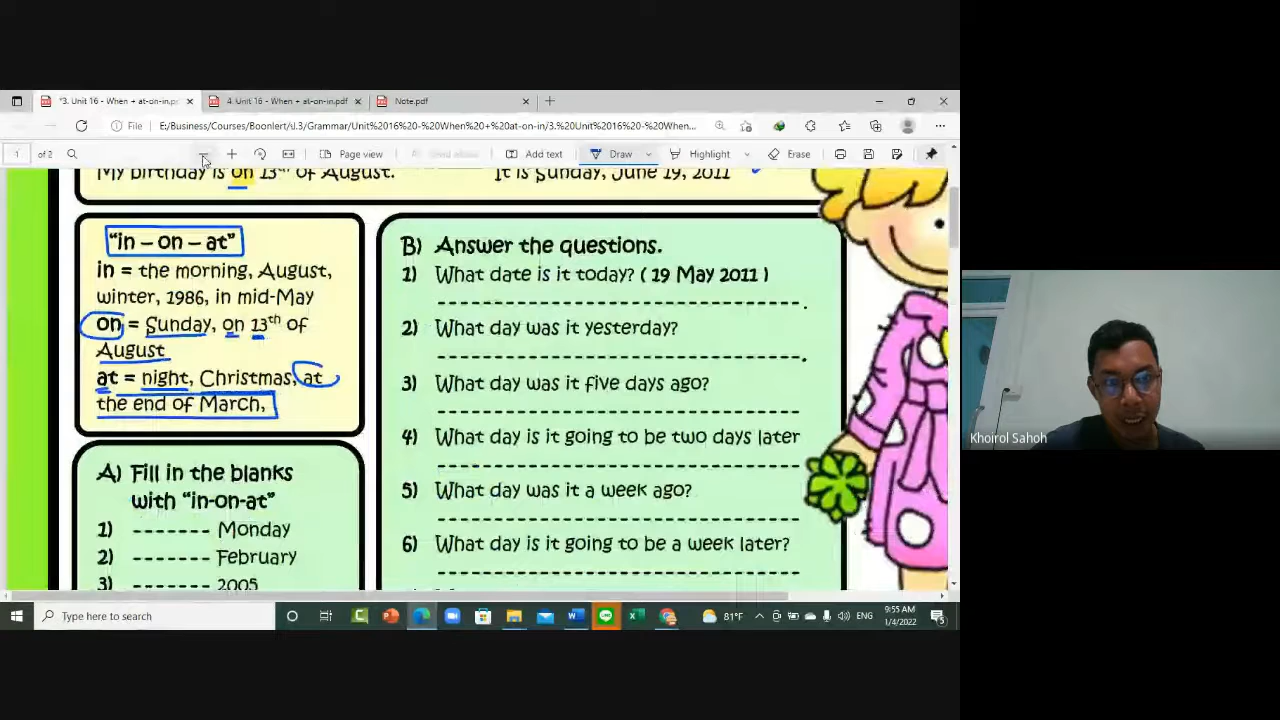 *3. Unit 16 - When + at-on-in.p
4. Unit 16 - When + at-on-in.pdf
Note.pdf
File
E:/Business/Courses/Boonlert/ม.3/Grammar/Unit%2016%20-%20When%20+%20at-on-in/3.%20Unit%2016%20-%20When...
1 of 2
Page view
Add text
Draw
Highlight
Erase
My birthday is on 13th of August.
It is Sunday, June 19, 2011
"in – on – at"
in = the morning, August,
winter, 1986, in mid-May
on = Sunday, on 13th of
August
at = night, Christmas, at
the end of March,
A) Fill in the blanks
with "in-on-at"
1) ------- Monday
2) ------- February
3) ------- 2005
B) Answer the questions.
1) What date is it today? ( 19 May 2011 )
------------------------------------.
2) What day was it yesterday?
------------------------------------.
3) What day was it five days ago?
------------------------------------
4) What day is it going to be two days later
------------------------------------
5) What day was it a week ago?
------------------------------------
6) What day is it going to be a week later?
------------------------------------
Khoirol Sahoh
Type here to search
81°F
ENG
9:55 AM
1/4/2022
5